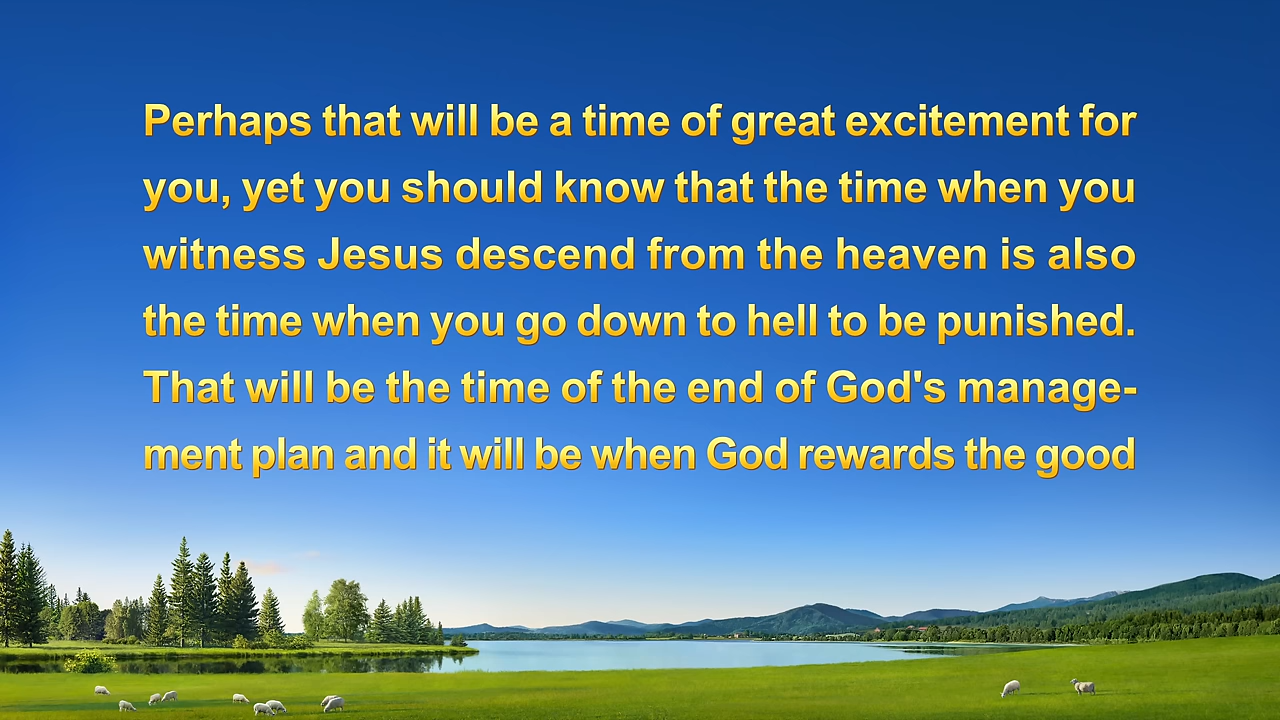 Perhaps that will be a time of great excitement for
you, yet you should know that the time when you
witness Jesus descend from the heaven is also
the time when you go down to hell to be punished.
That will be the time of the end of God's manage-
ment plan and it will be when God rewards the good